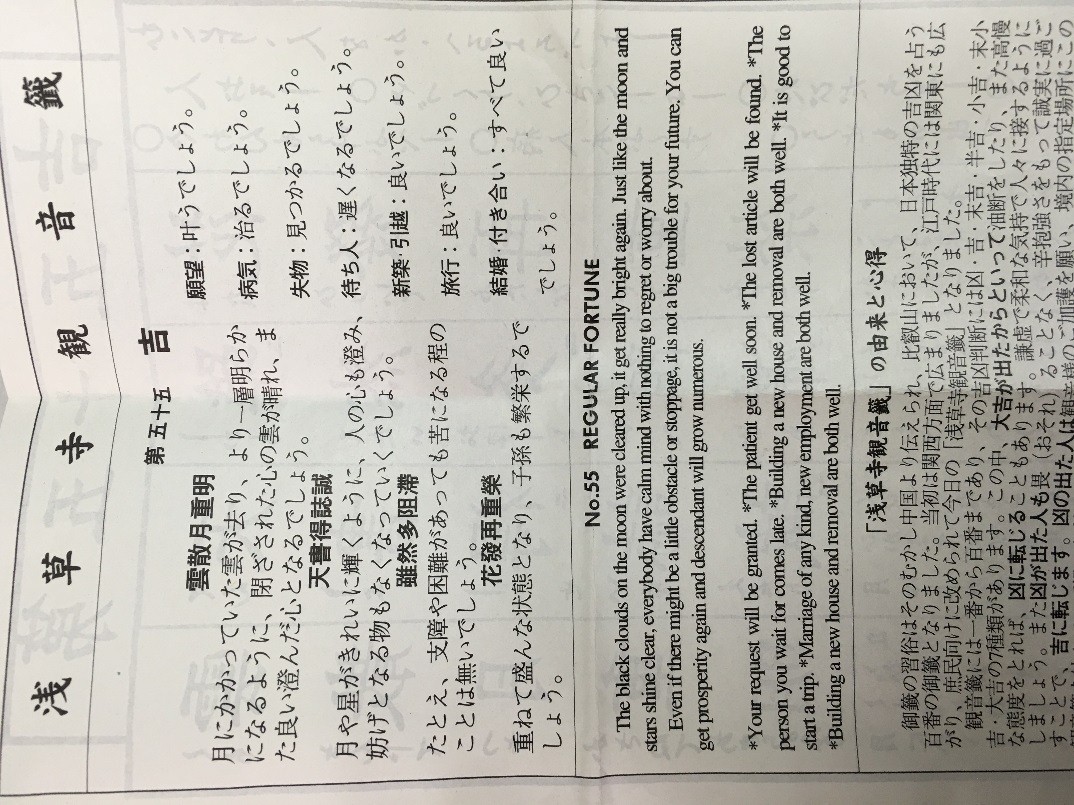 浅草寺観音籤
第五十五 吉
雲散月重明
月にかかっていた雲が去り、より一層明らか
になるように、閉ざされた心の雲が晴れ、ま
た良い澄んだ心となるでしょう。
天書得誌誠
月や星がきれいに輝くように、人の心も澄み、
妨げとなる物もなくなっていくでしょう。
雖然多阻滯
たとえ、支障や困難があっても苦になる程の
ことは無いでしょう。
花發再重榮
重ねて盛んな状態となり、子孫も繁栄するで
しょう。
願望：叶うでしょう。
病気：治るでしょう。
失物：見つかるでしょう。
待ち人：遅くなるでしょう。
新築·引越：良いでしょう。
旅行：良いでしょう。
結婚·付き合い：すべて良い
でしょう。
No.55 REGULAR FORTUNE
The black clouds on the moon were cleared up, it get really bright again. Just like the moon and
stars shine clear, everybody have calm mind with nothing to regret or worry about.
Even if there might be a little obstacle or stoppage, it is not a big trouble for your future. You can
get prosperity again and descendant will grow numerous.
*Your request will be granted. *The patient get well soon. *The lost article will be found. *The
person you wait for comes late. *Building a new house and removal are both well. *It is good to
start a trip. *Marriage of any kind, new employment are both well.
*Building a new house and removal are both well.
「浅草寺観音籤」の由来と心得
御籤の習俗はそのむかし中国より伝えられ、比叡山において、日本独特の吉凶を占う
百番の御籤となりました。当初は関西方面で広まりましたが、江戸時代には関東にも広
がり、庶民向けに改められて今日の「浅草寺観音籤」となりました。
観音籤には一番から百番まであり、その吉凶判断には凶・吉・末吉・半吉・小吉・末小
吉・大吉の7種類があります。この中、大吉が出たからといって油断をしたり、また高慢
な態度をとれば、凶に転じることもあります。謙虚で柔和な気持で人々に接するように
しましょう。また凶が出た人も畏（おそれ）ることなく、辛抱強さをもって誠実に過ご
すことで、吉に転じます。凶の出た人は観音様のご加護を願い、境内の指定場所にこの